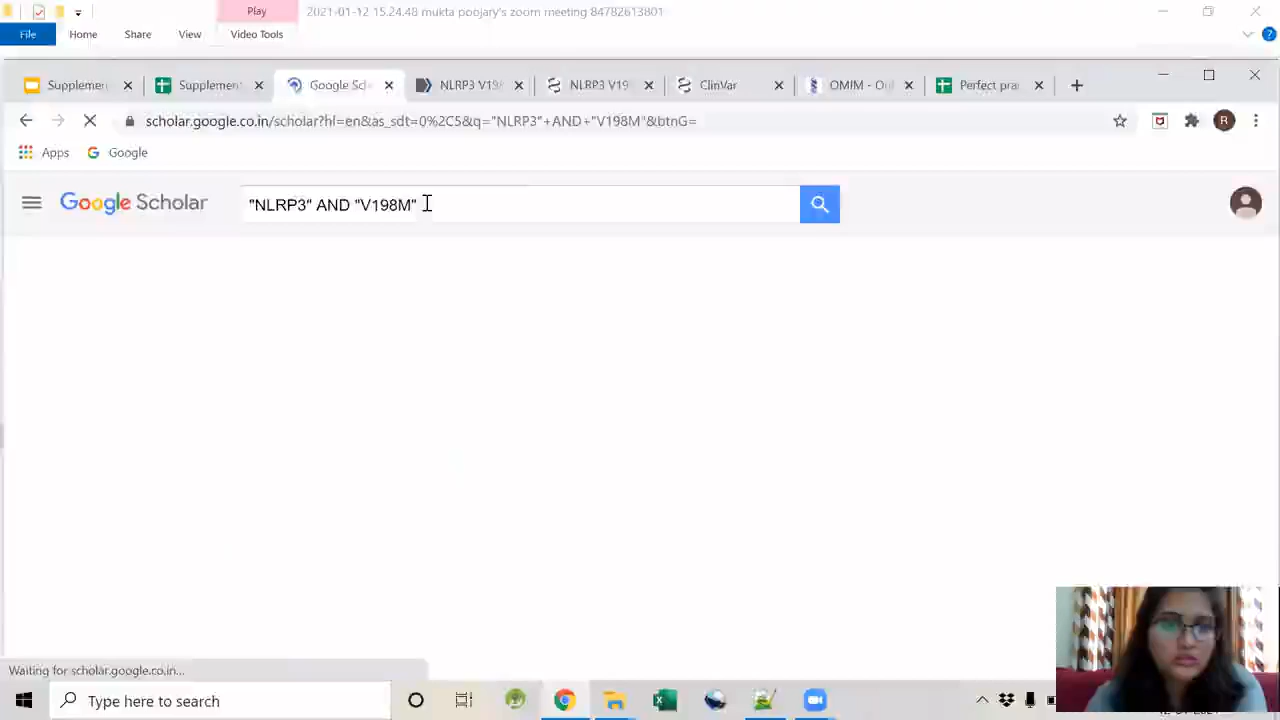 Play
2021-01-12 15.24.48 mukta poojary's zoom meeting 84782613801
File
Home
Share
View
Video Tools
Supplemen
Supplemen
Google Sch
NLRP3 V19
NLRP3 V19
ClinVar
OMIM - On
Perfect pra
scholar.google.co.in/scholar?hl=en&as_sdt=0%2C5&q="NLRP3"+AND+"V198M"&btnG=
R
Apps
Google
Google Scholar
"NLRP3" AND "V198M"
Waiting for scholar.google.co.in...
Type here to search